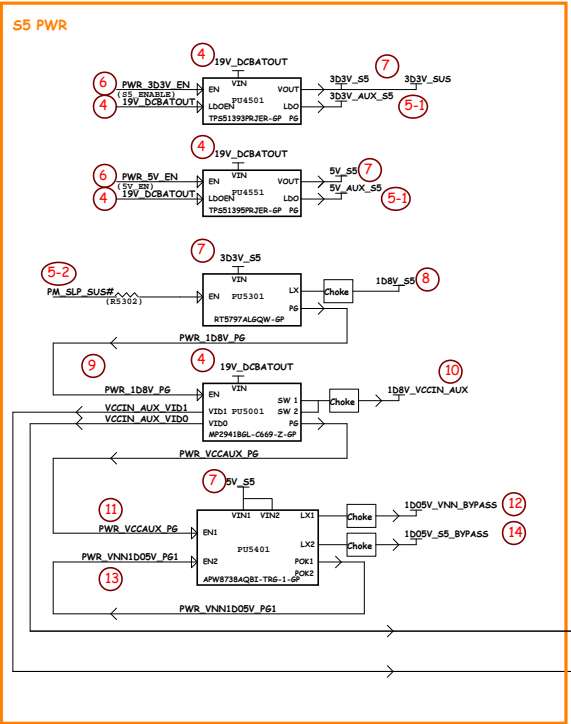 S5 PWR
4
19V_DCBATOUT
6
PWR_3D3V_EN
(S5_ENABLE)
4
19V_DCBATOUT
VIN
EN
VOUT
PU4501
LDOEN
LDO
TPS51393PRJER-GP
PG
3D3V_S5
7
3D3V_SUS
3D3V_AUX_S5
5-1
4
19V_DCBATOUT
6
PWR_5V_EN
(5V_EN)
4
19V_DCBATOUT
VIN
EN
VOUT
PU4551
LDOEN
LDO
TPS51395PRJER-GP
PG
5V_S5
7
5V_AUX_S5
5-1
7
3D3V_S5
5-2
PM_SLP_SUS#
(R5302)
VIN
EN
PU5301
LX
PG
RT5797ALGQW-GP
Choke
1D8V_S5
8
PWR_1D8V_PG
9
4
19V_DCBATOUT
PWR_1D8V_PG
VCCIN_AUX_VID1
VCCIN_AUX_VID0
VIN
EN
SW 1
VID1
PU5001
SW 2
VID0
PG
MP2941BGL-C669-Z-GP
Choke
10
1D8V_VCCIN_AUX
PWR_VCCAUX_PG
7
5V_S5
11
PWR_VCCAUX_PG
PWR_VNN1D05V_PG1
13
VIN1
VIN2
LX1
EN1
LX2
PU5401
EN2
POK1
POK2
APW8738AQBI-TRG-1-GP
Choke
1D05V_VNN_BYPASS
12
Choke
1D05V_S5_BYPASS
14
PWR_VNN1D05V_PG1